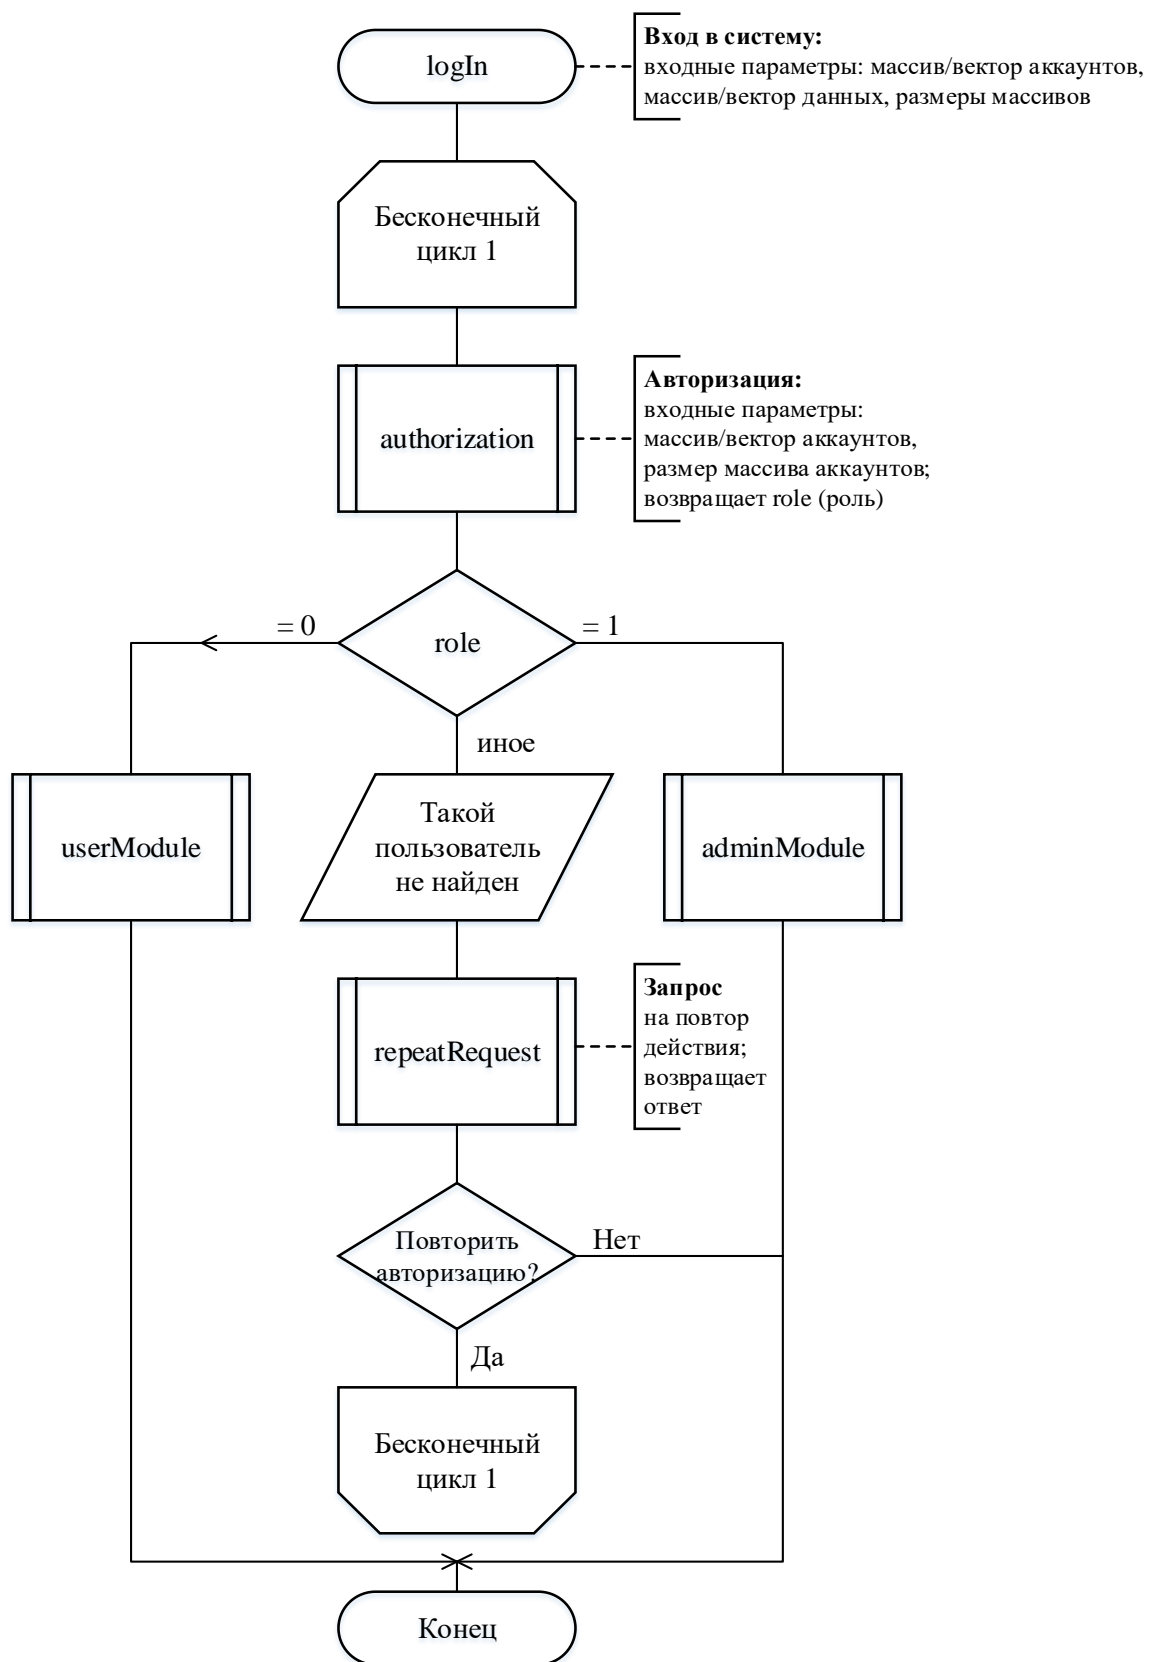 logIn
Вход в систему:
входные параметры: массив/вектор аккаунтов,
массив/вектор данных, размеры массивов
Бесконечный
цикл 1
authorization
Авторизация:
входные параметры:
массив/вектор аккаунтов,
размер массива аккаунтов;
возвращает role (роль)
= 0
role
= 1
иное
userModule
Такой
пользователь
не найден
adminModule
repeatRequest
Запрос
на повтор
действия;
возвращает
ответ
Повторить
авторизацию?
Нет
Да
Бесконечный
цикл 1
Конец